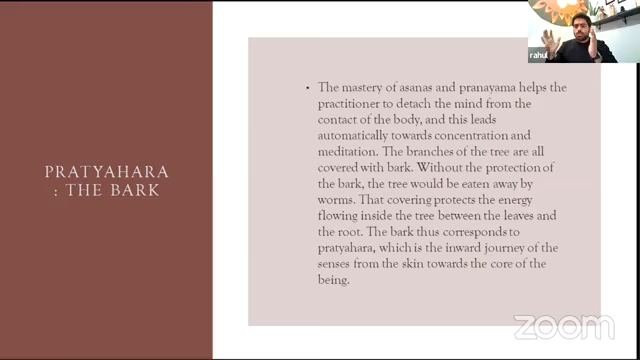 rahul
PRATYAHARA
: THE BARK
• The mastery of asanas and pranayama helps the
practitioner to detach the mind from the
contact of the body, and this leads
automatically towards concentration and
meditation. The branches of the tree are all
covered with bark. Without the protection of
the bark, the tree would be eaten away by
worms. That covering protects the energy
flowing inside the tree between the leaves and
the root. The bark thus corresponds to
pratyahara, which is the inward journey of the
senses from the skin towards the core of the
being.
zoom